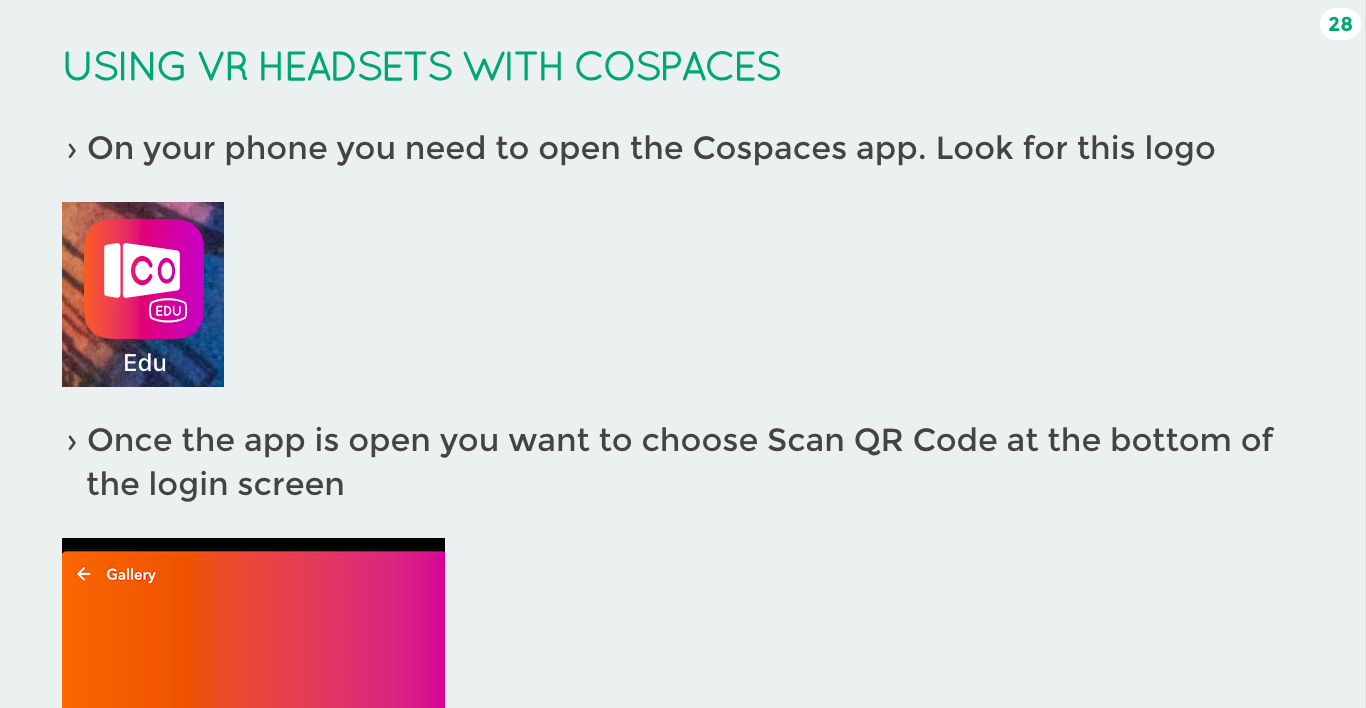 28
USING VR HEADSETS WITH COSPACES
› On your phone you need to open the Cospaces app. Look for this logo
CO
EDU
Edu
› Once the app is open you want to choose Scan QR Code at the bottom of
the login screen
← Gallery